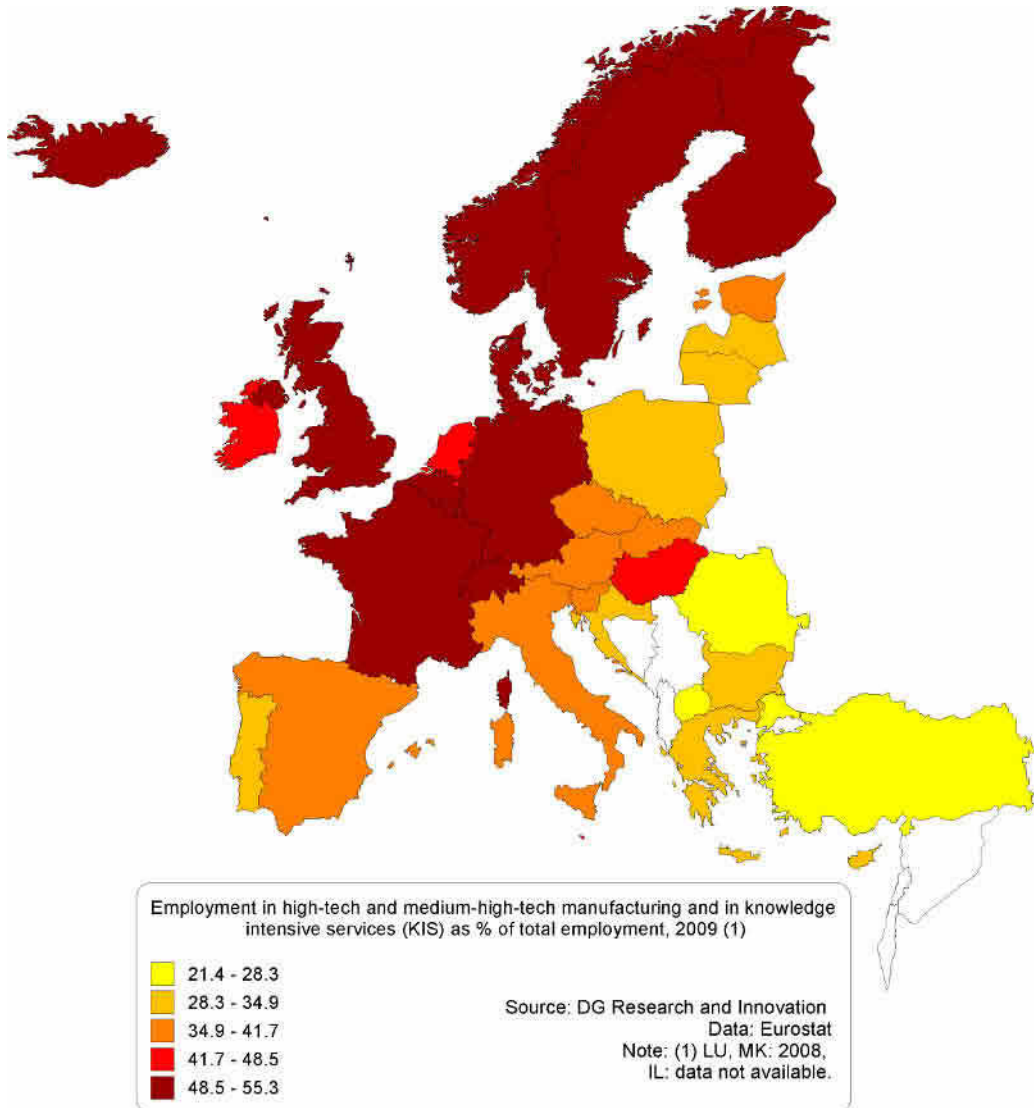 Employment in high-tech and medium-high-tech manufacturing and in knowledge
intensive services (KIS) as % of total employment, 2009 (1)
21.4 - 28.3
28.3 - 34.9
34.9 - 41.7
41.7 - 48.5
48.5 - 55.3
Source: DG Research and Innovation
Data: Eurostat
Note: (1) LU, MK: 2008,
IL: data not available.